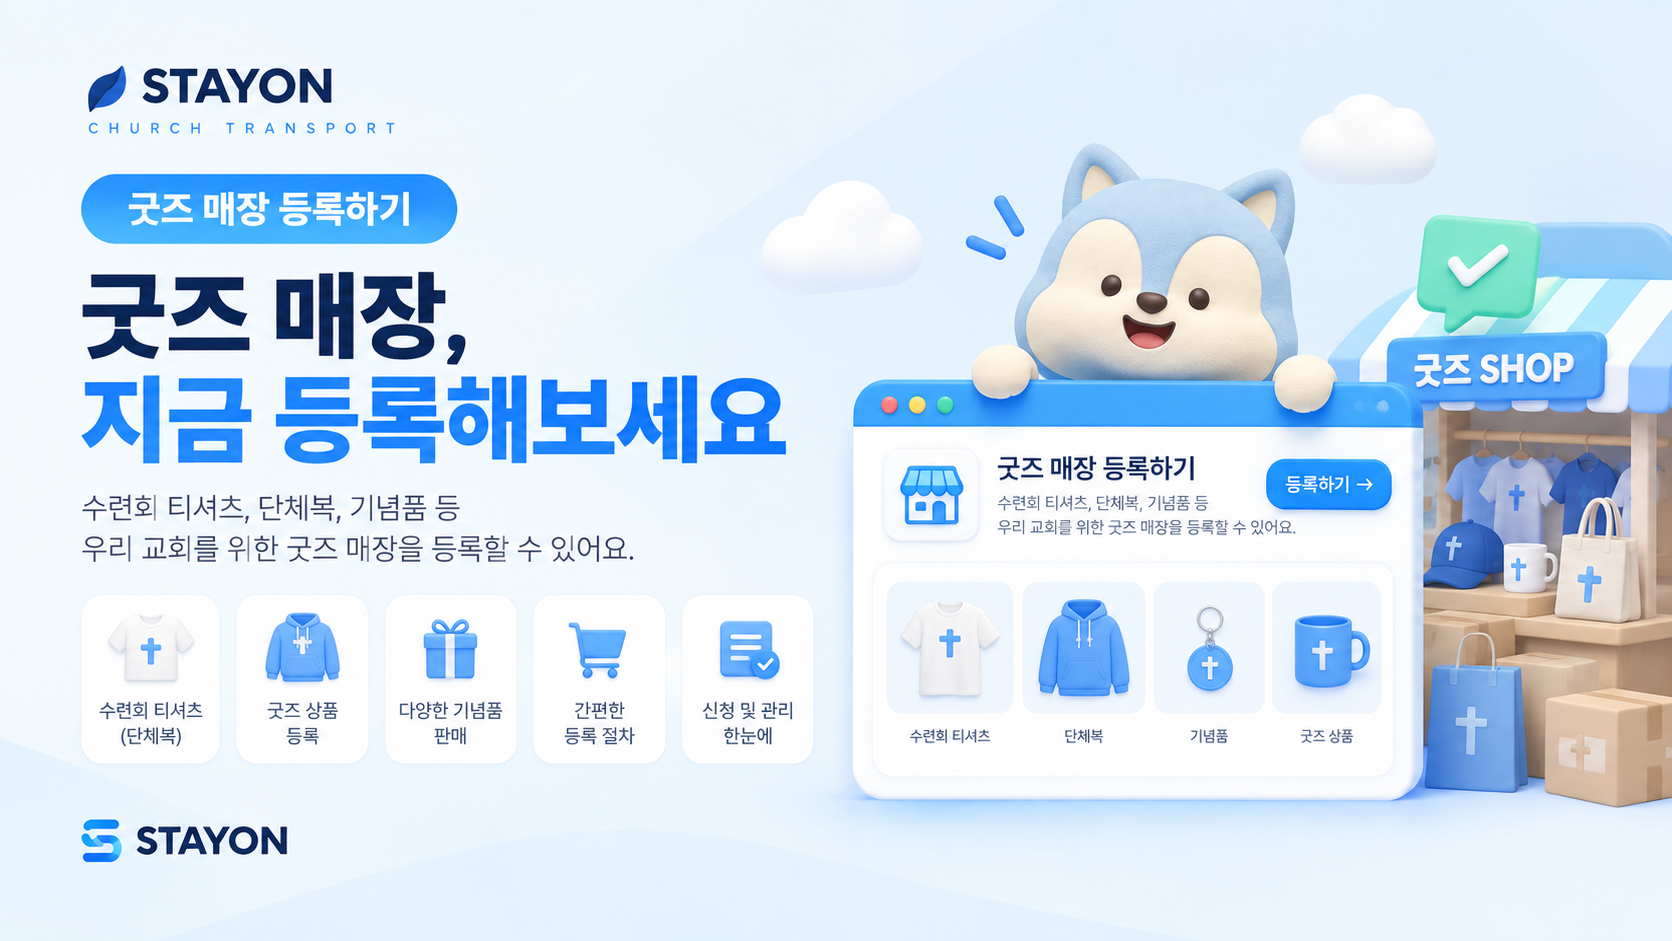 STAYON
CHURCH TRANSPORT
굿즈 매장 등록하기
굿즈 매장,
지금 등록해보세요
수련회 티셔츠, 단체복, 기념품 등
우리 교회를 위한 굿즈 매장을 등록할 수 있어요.
수련회 티셔츠
(단체복)
굿즈 상품
등록
다양한 기념품
판매
간편한
등록 절차
신청 및 관리
한눈에
STAYON
굿즈 SHOP
굿즈 매장 등록하기
수련회 티셔츠, 단체복, 기념품 등
우리 교회를 위한 굿즈 매장을 등록할 수 있어요.
등록하기 →
수련회 티셔츠
단체복
기념품
굿즈 상품